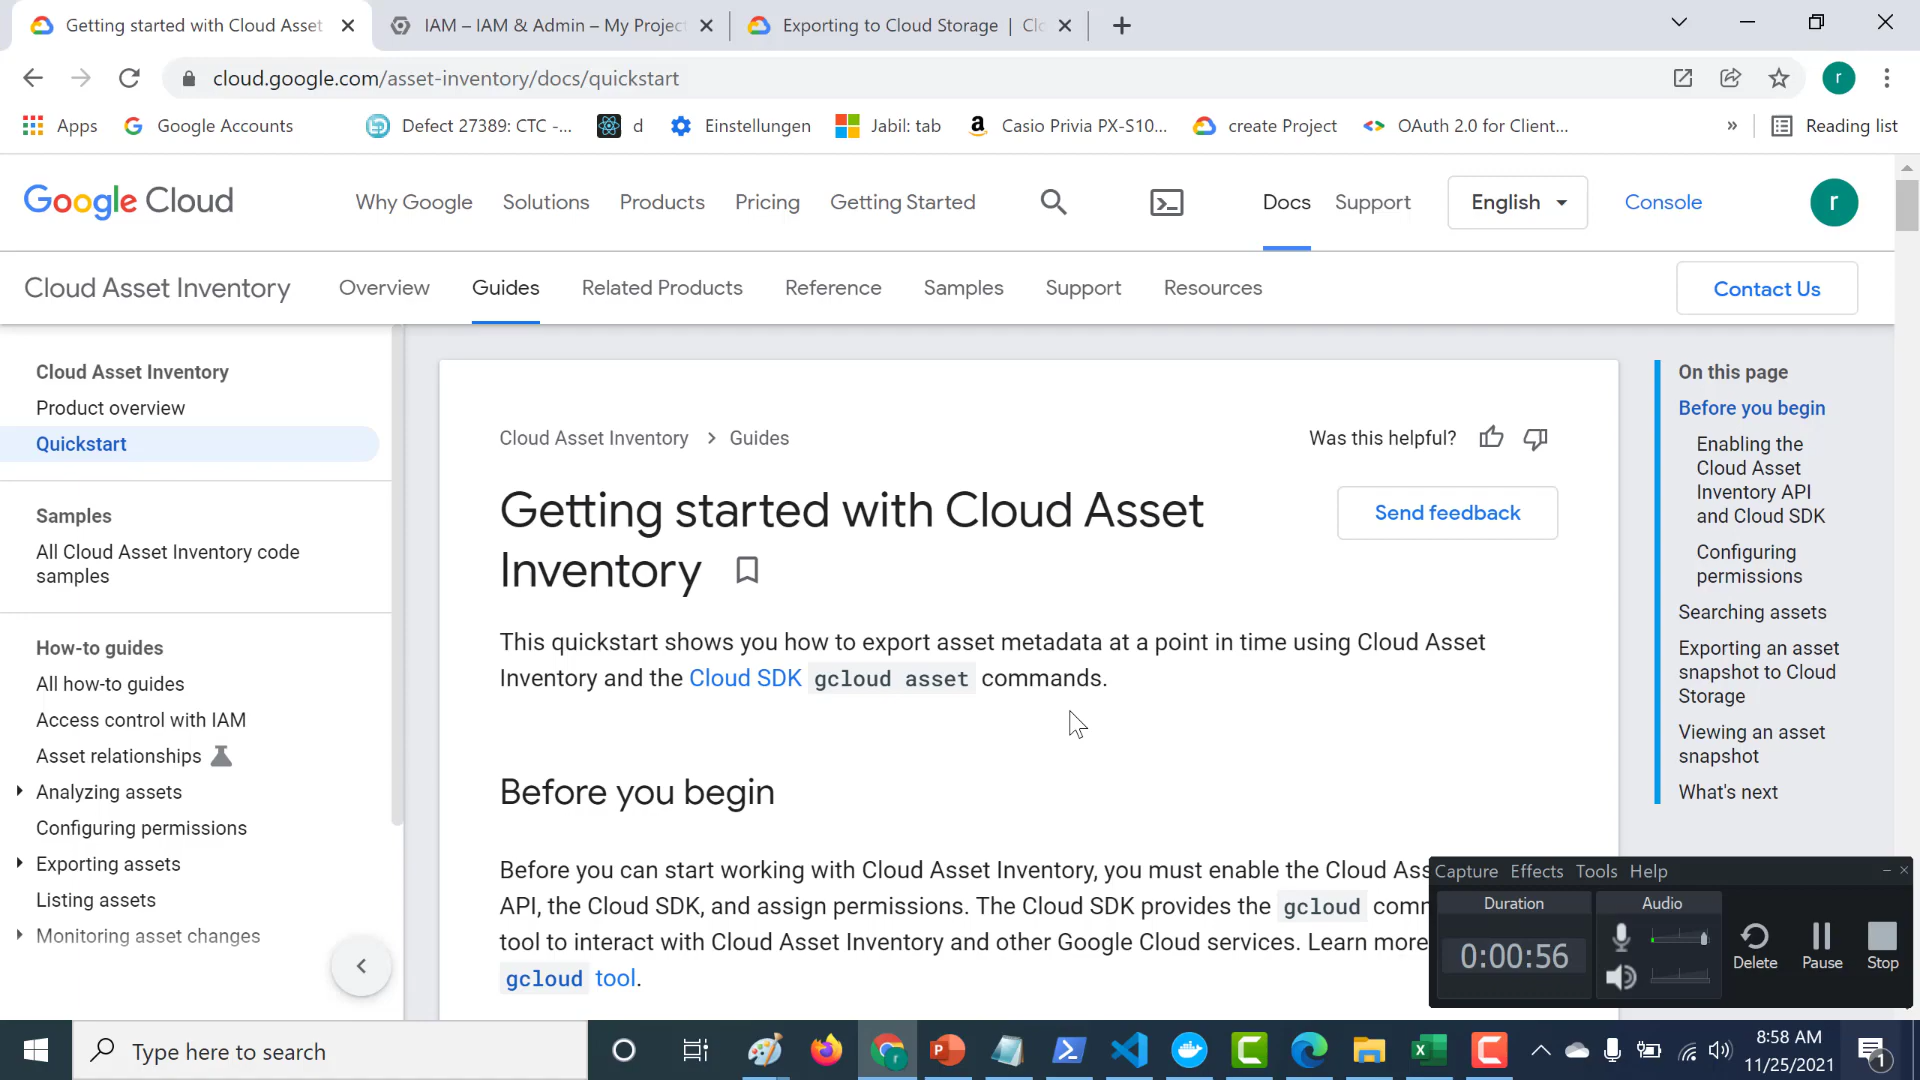 Getting started with Cloud Asset
IAM – IAM & Admin – My Project
Exporting to Cloud Storage | Clo
cloud.google.com/asset-inventory/docs/quickstart
r
Apps
Google Accounts
Defect 27389: CTC -...
d
Einstellungen
Jabil: tab
Casio Privia PX-S10...
create Project
OAuth 2.0 for Client...
»
Reading list
Google Cloud
Why Google
Solutions
Products
Pricing
Getting Started
Docs
Support
English
Console
r
Cloud Asset Inventory
Overview
Guides
Related Products
Reference
Samples
Support
Resources
Contact Us
Cloud Asset Inventory
Product overview
Quickstart
Samples
All Cloud Asset Inventory code
samples
How-to guides
All how-to guides
Access control with IAM
Asset relationships
Analyzing assets
Configuring permissions
Exporting assets
Listing assets
Monitoring asset changes
Cloud Asset Inventory > Guides
Was this helpful?
Getting started with Cloud Asset
Inventory
Send feedback
This quickstart shows you how to export asset metadata at a point in time using Cloud Asset
Inventory and the Cloud SDK gcloud asset commands.
Before you begin
Before you can start working with Cloud Asset Inventory, you must enable the Cloud Ass
API, the Cloud SDK, and assign permissions. The Cloud SDK provides the gcloud comm
tool to interact with Cloud Asset Inventory and other Google Cloud services. Learn more
gcloud tool.
On this page
Before you begin
Enabling the
Cloud Asset
Inventory API
and Cloud SDK
Configuring
permissions
Searching assets
Exporting an asset
snapshot to Cloud
Storage
Viewing an asset
snapshot
What's next
Capture Effects Tools Help
Duration
0:00:56
Audio
Delete
Pause
Stop
Type here to search
8:58 AM
11/25/2021
1